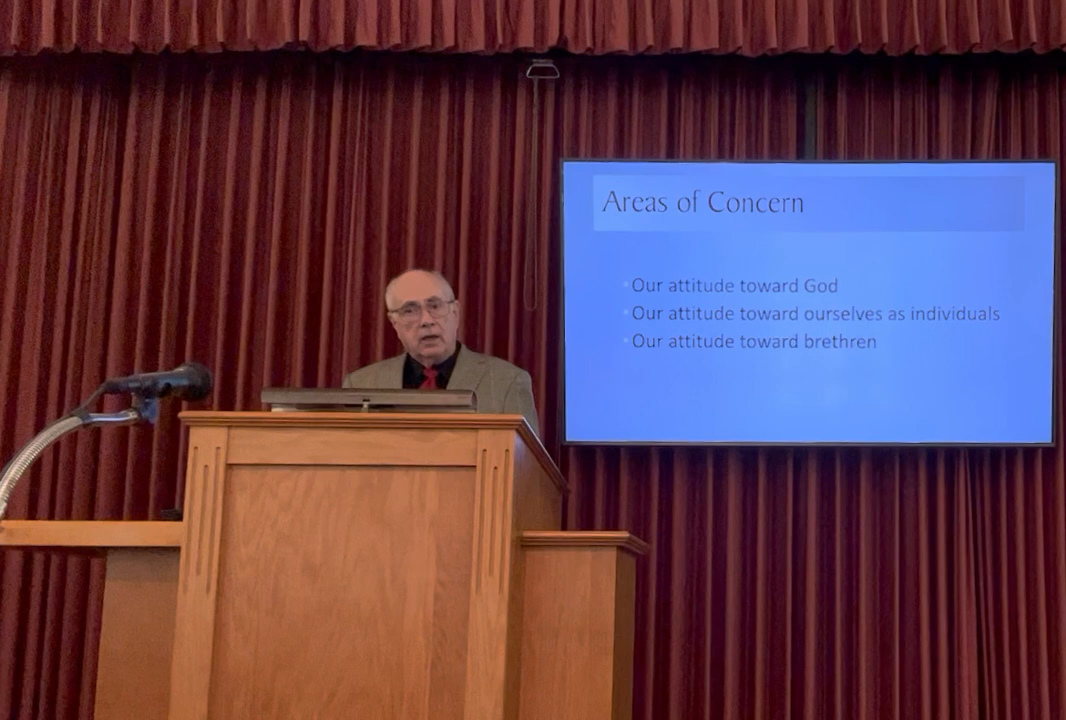 Areas of Concern
Our attitude toward God
Our attitude toward ourselves as individuals
Our attitude toward brethren